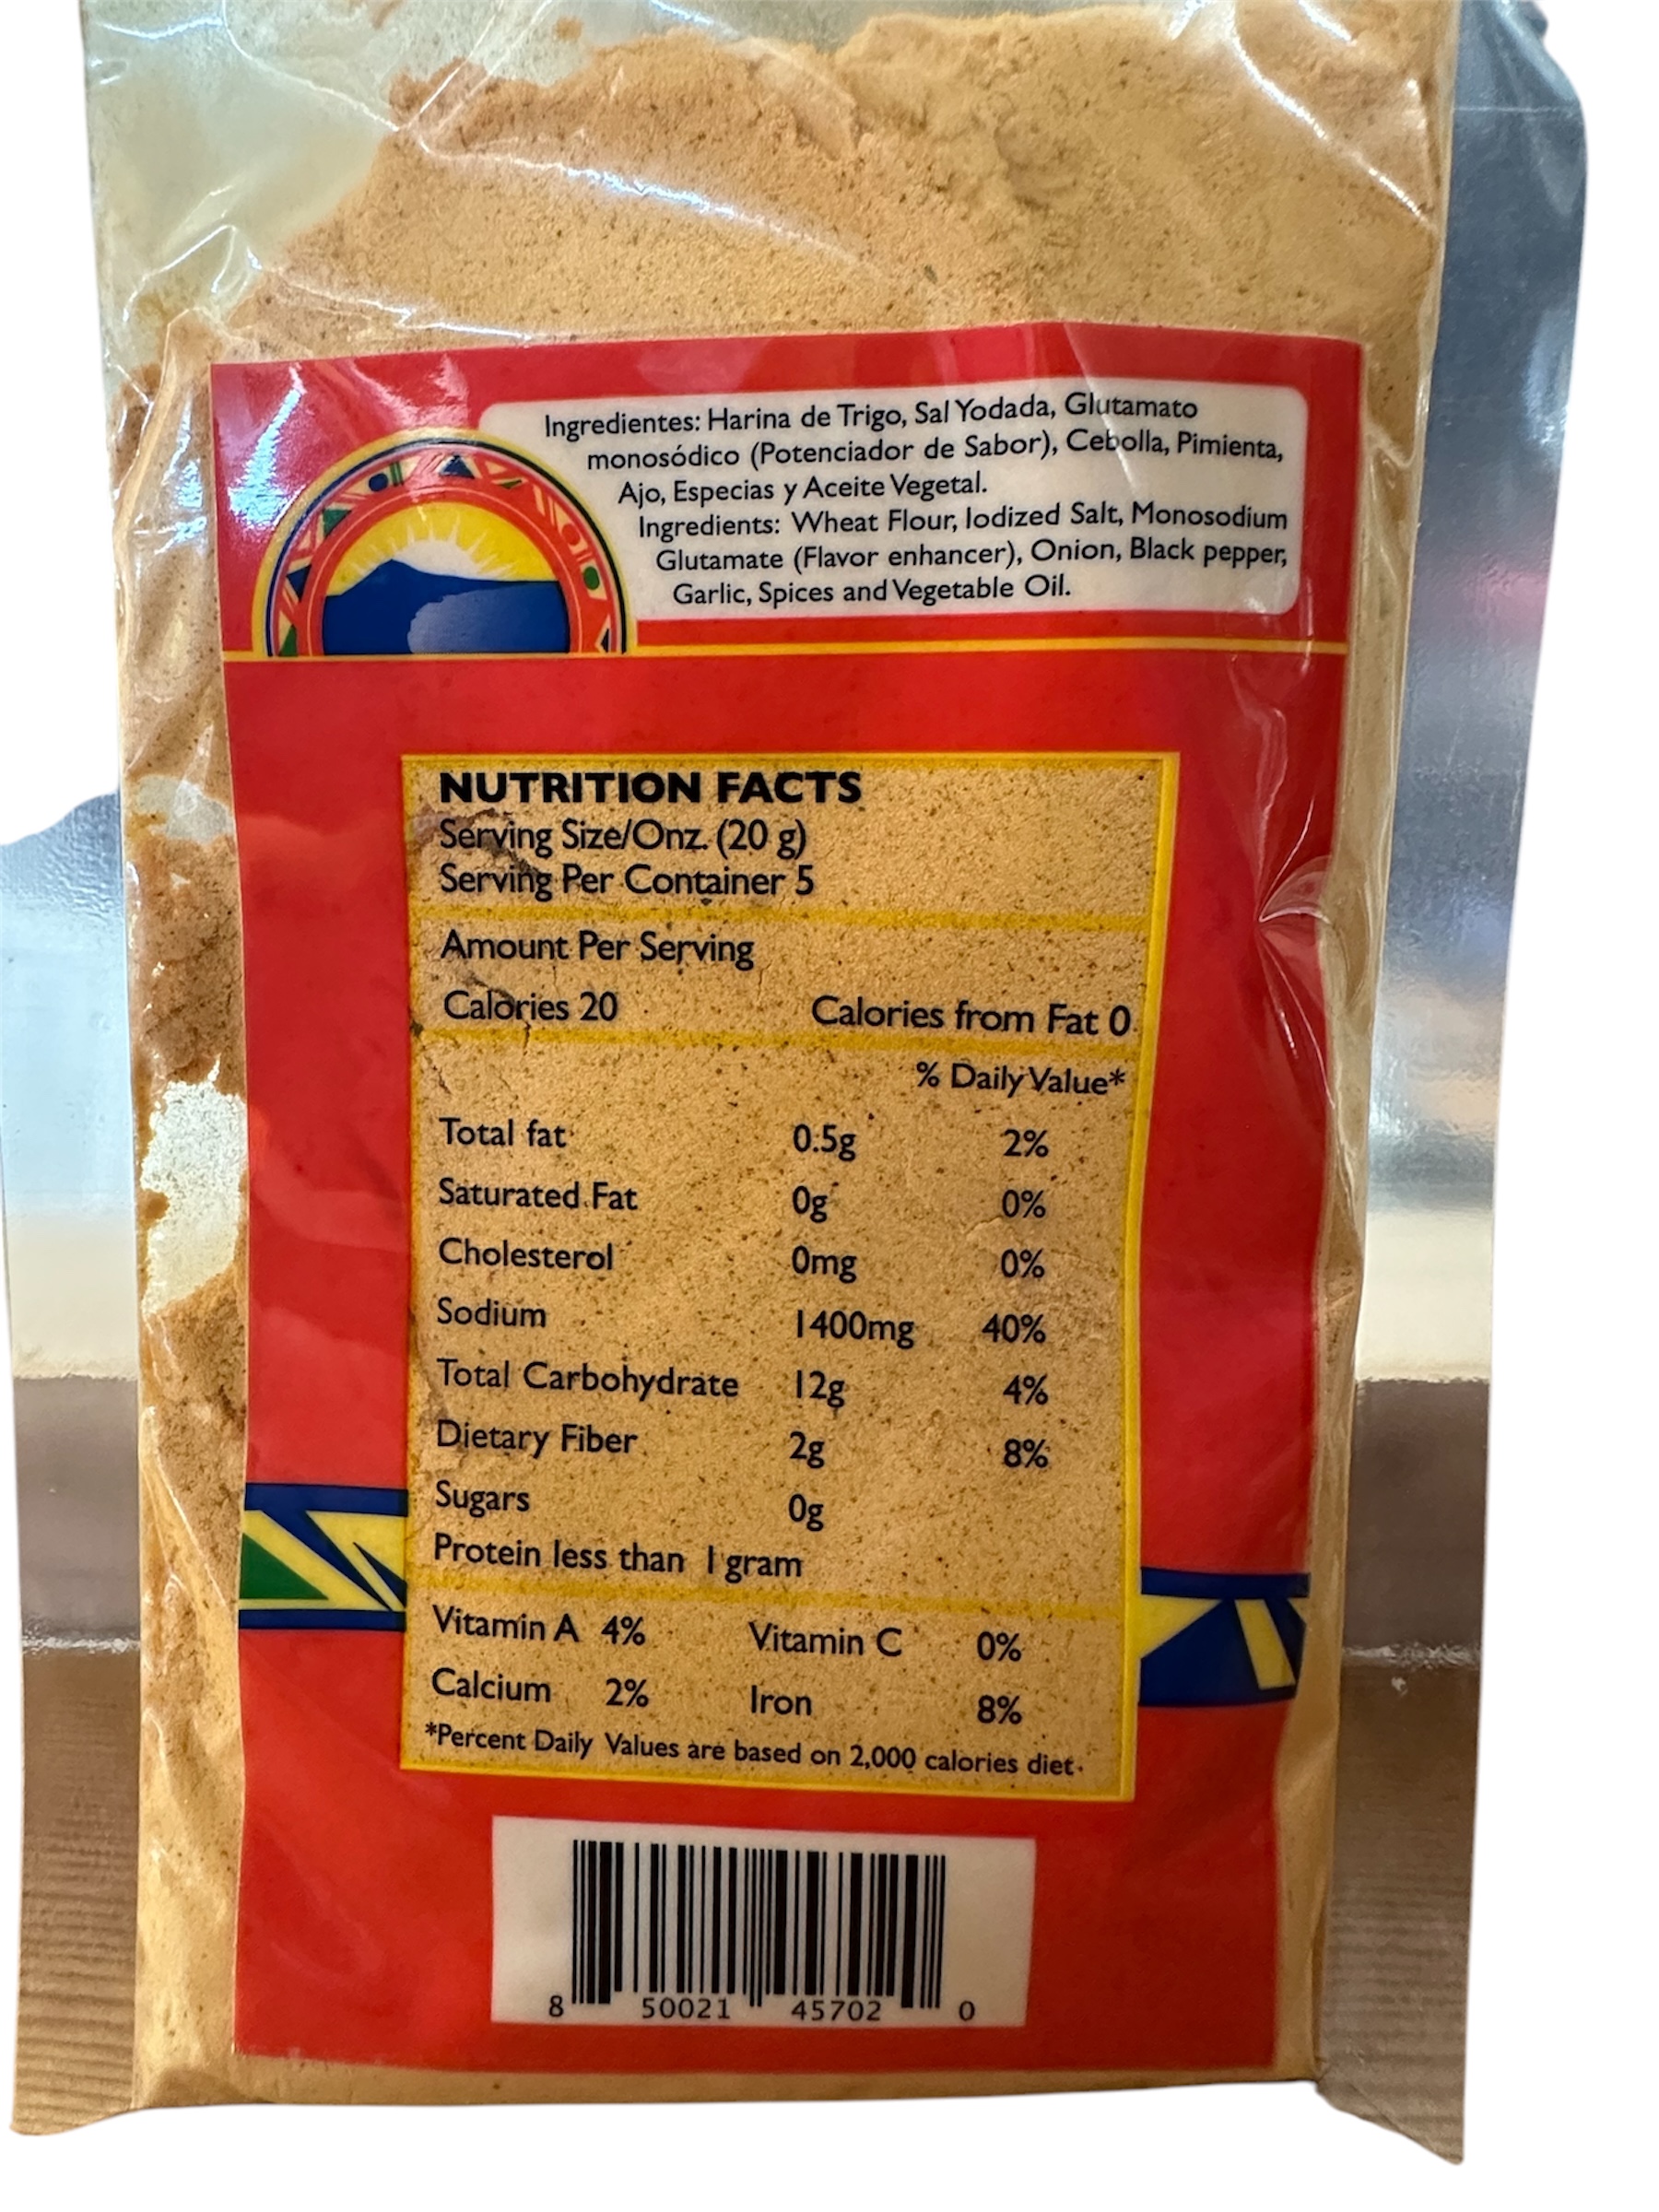 Ingredientes: Harina de Trigo, Sal Yodada, Glutamato
monosódico (Potenciador de Sabor), Cebolla, Pimienta,
Ajo, Especias y Aceite Vegetal.
Ingredients: Wheat Flour, Iodized Salt, Monosodium
Glutamate (Flavor enhancer), Onion, Black pepper,
Garlic, Spices and Vegetable Oil.
NUTRITION FACTS
Serving Size/Onz. (20 g)
Serving Per Container 5
Amount Per Serving
Calories 20 Calories from Fat 0
% Daily Value*
Total fat 0.5g 2%
Saturated Fat 0g 0%
Cholesterol 0mg 0%
Sodium 1400mg 40%
Total Carbohydrate 12g 4%
Dietary Fiber 2g 8%
Sugars 0g
Protein less than 1 gram
Vitamin A 4% Vitamin C 0%
Calcium 2% Iron 8%
*Percent Daily Values are based on 2,000 calories diet.
8 50021 45702 0